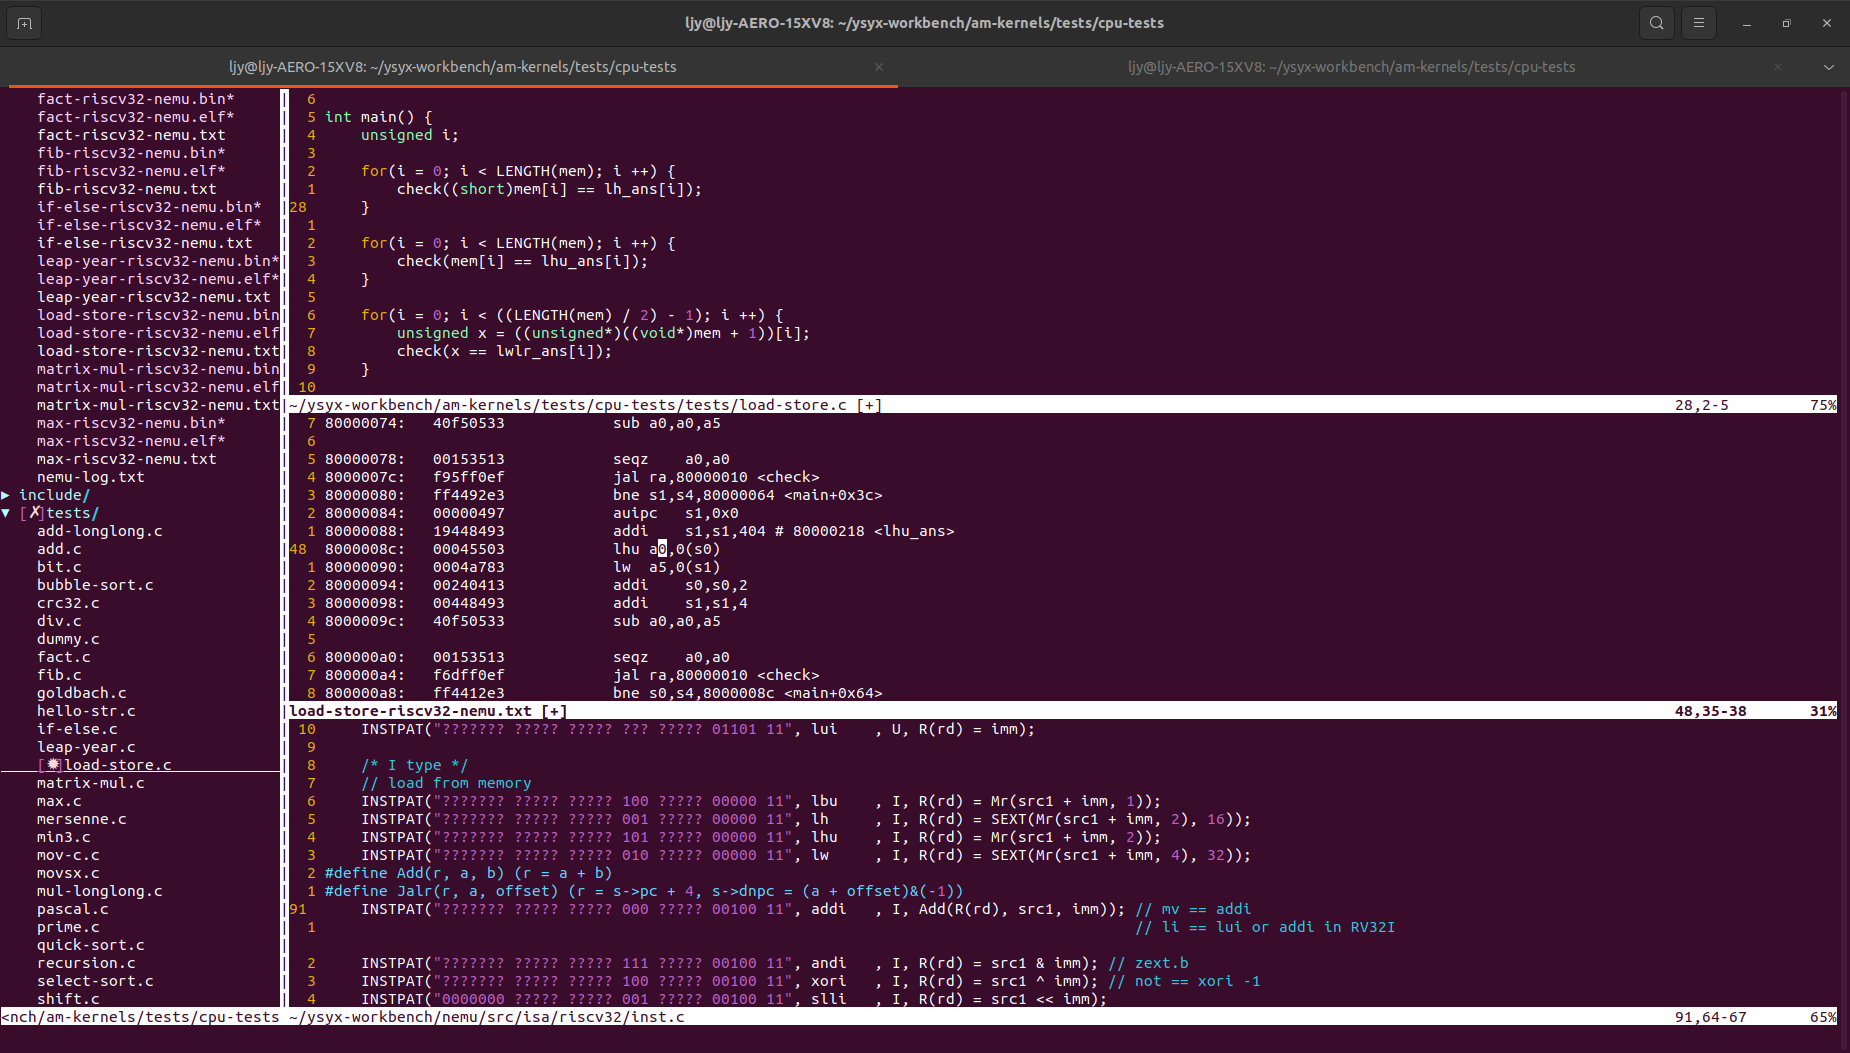 ljy@ljy-AERO-15XV8: ~/ysyx-workbench/am-kernels/tests/cpu-tests
ljy@ljy-AERO-15XV8: ~/ysyx-workbench/am-kernels/tests/cpu-tests
ljy@ljy-AERO-15XV8: ~/ysyx-workbench/am-kernels/tests/cpu-tests
fact-riscv32-nemu.bin*
fact-riscv32-nemu.elf*
fact-riscv32-nemu.txt
fib-riscv32-nemu.bin*
fib-riscv32-nemu.elf*
fib-riscv32-nemu.txt
if-else-riscv32-nemu.bin*
if-else-riscv32-nemu.elf*
if-else-riscv32-nemu.txt
leap-year-riscv32-nemu.bin*
leap-year-riscv32-nemu.elf*
leap-year-riscv32-nemu.txt
load-store-riscv32-nemu.bin
load-store-riscv32-nemu.elf
load-store-riscv32-nemu.txt
matrix-mul-riscv32-nemu.bin
matrix-mul-riscv32-nemu.elf
matrix-mul-riscv32-nemu.txt
max-riscv32-nemu.bin*
max-riscv32-nemu.elf*
max-riscv32-nemu.txt
nemu-log.txt
▶ include/
▼ [✗]tests/
add-longlong.c
add.c
bit.c
bubble-sort.c
crc32.c
div.c
dummy.c
fact.c
fib.c
goldbach.c
hello-str.c
if-else.c
leap-year.c
[✹]load-store.c
matrix-mul.c
max.c
mersenne.c
min3.c
mov-c.c
movsx.c
mul-longlong.c
pascal.c
prime.c
quick-sort.c
recursion.c
select-sort.c
shift.c
<nch/am-kernels/tests/cpu-tests
6
5 int main() {
4     unsigned i;
3
2     for(i = 0; i < LENGTH(mem); i ++) {
1         check((short)mem[i] == lh_ans[i]);
28     }
1
2     for(i = 0; i < LENGTH(mem); i ++) {
3         check(mem[i] == lhu_ans[i]);
4     }
5
6     for(i = 0; i < ((LENGTH(mem) / 2) - 1); i ++) {
7         unsigned x = ((unsigned*)((void*)mem + 1))[i];
8         check(x == lwlr_ans[i]);
9     }
10
~/ysyx-workbench/am-kernels/tests/cpu-tests/tests/load-store.c [+] 28,2-5 75%
7 80000074:   40f50533            sub a0,a0,a5
6
5 80000078:   00153513            seqz    a0,a0
4 8000007c:   f95ff0ef            jal ra,80000010 <check>
3 80000080:   ff4492e3            bne s1,s4,80000064 <main+0x3c>
2 80000084:   00000497            auipc   s1,0x0
1 80000088:   19448493            addi    s1,s1,404 # 80000218 <lhu_ans>
48 8000008c:   00045503            lhu a0,0(s0)
1 80000090:   0004a783            lw  a5,0(s1)
2 80000094:   00240413            addi    s0,s0,2
3 80000098:   00448493            addi    s1,s1,4
4 8000009c:   40f50533            sub a0,a0,a5
5
6 800000a0:   00153513            seqz    a0,a0
7 800000a4:   f6dff0ef            jal ra,80000010 <check>
8 800000a8:   ff4412e3            bne s0,s4,8000008c <main+0x64>
load-store-riscv32-nemu.txt [+] 48,35-38 31%
10     INSTPAT("??????? ????? ????? ??? ????? 01101 11", lui    , U, R(rd) = imm);
9
8     /* I type */
7     // load from memory
6     INSTPAT("??????? ????? ????? 100 ????? 00000 11", lbu    , I, R(rd) = Mr(src1 + imm, 1));
5     INSTPAT("??????? ????? ????? 001 ????? 00000 11", lh     , I, R(rd) = SEXT(Mr(src1 + imm, 2), 16));
4     INSTPAT("??????? ????? ????? 101 ????? 00000 11", lhu    , I, R(rd) = Mr(src1 + imm, 2));
3     INSTPAT("??????? ????? ????? 010 ????? 00000 11", lw     , I, R(rd) = SEXT(Mr(src1 + imm, 4), 32));
2 #define Add(r, a, b) (r = a + b)
1 #define Jalr(r, a, offset) (r = s->pc + 4, s->dnpc = (a + offset)&(-1))
91     INSTPAT("??????? ????? ????? 000 ????? 00100 11", addi   , I, Add(R(rd), src1, imm)); // mv == addi
1 // li == lui or addi in RV32I
2     INSTPAT("??????? ????? ????? 111 ????? 00100 11", andi   , I, R(rd) = src1 & imm); // zext.b
3     INSTPAT("??????? ????? ????? 100 ????? 00100 11", xori   , I, R(rd) = src1 ^ imm); // not == xori -1
4     INSTPAT("0000000 ????? ????? 001 ????? 00100 11", slli   , I, R(rd) = src1 << imm);
~/ysyx-workbench/nemu/src/isa/riscv32/inst.c 91,64-67 65%